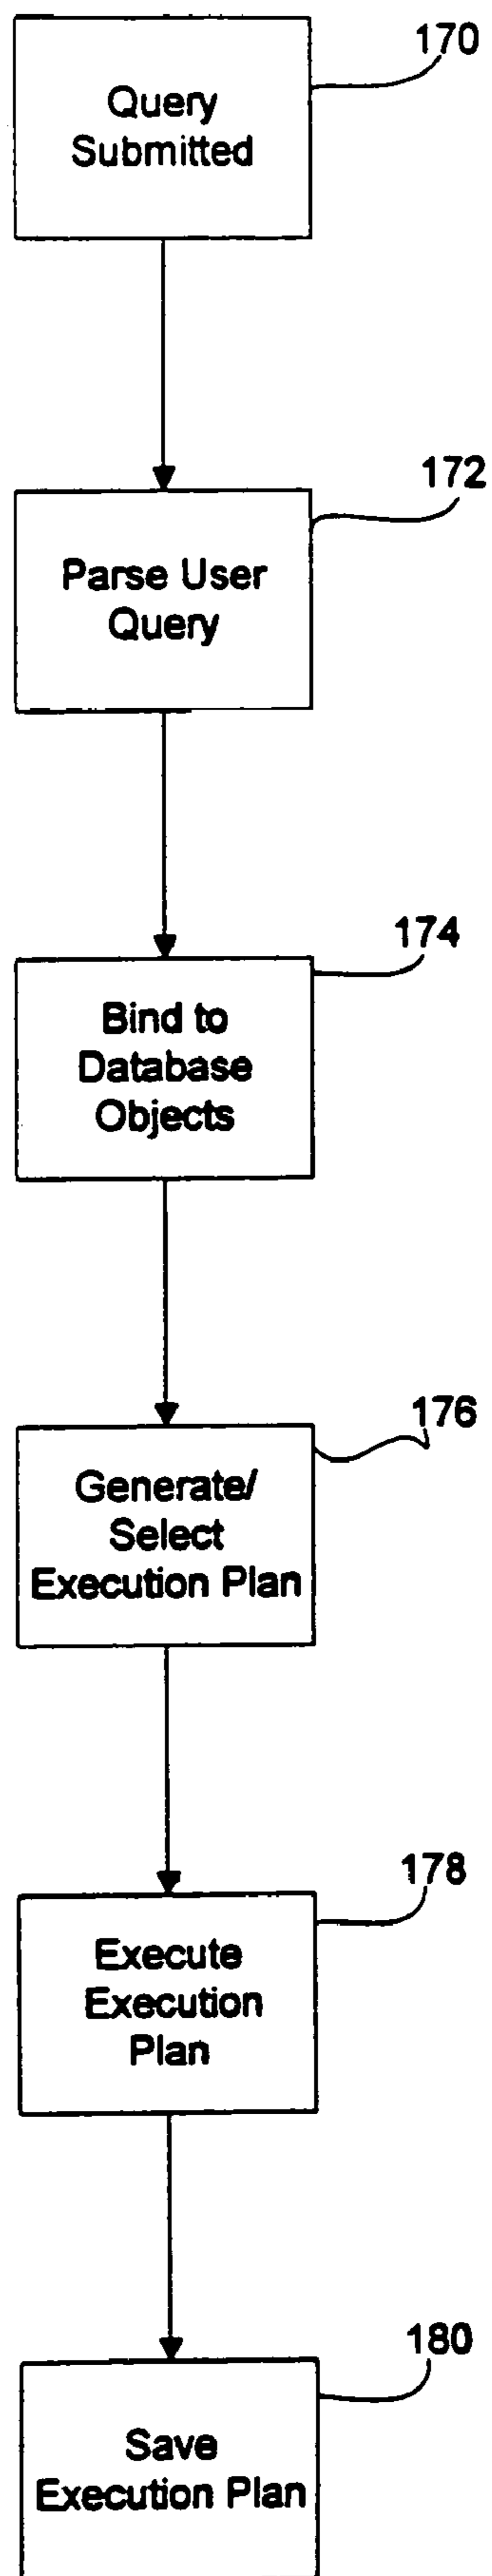 170
Query
Submitted
172
Parse User
Query
174
Bind to
Database
Objects
176
Generate/
Select
Execution Plan
178
Execute
Execution
Plan
180
Save
Execution Plan